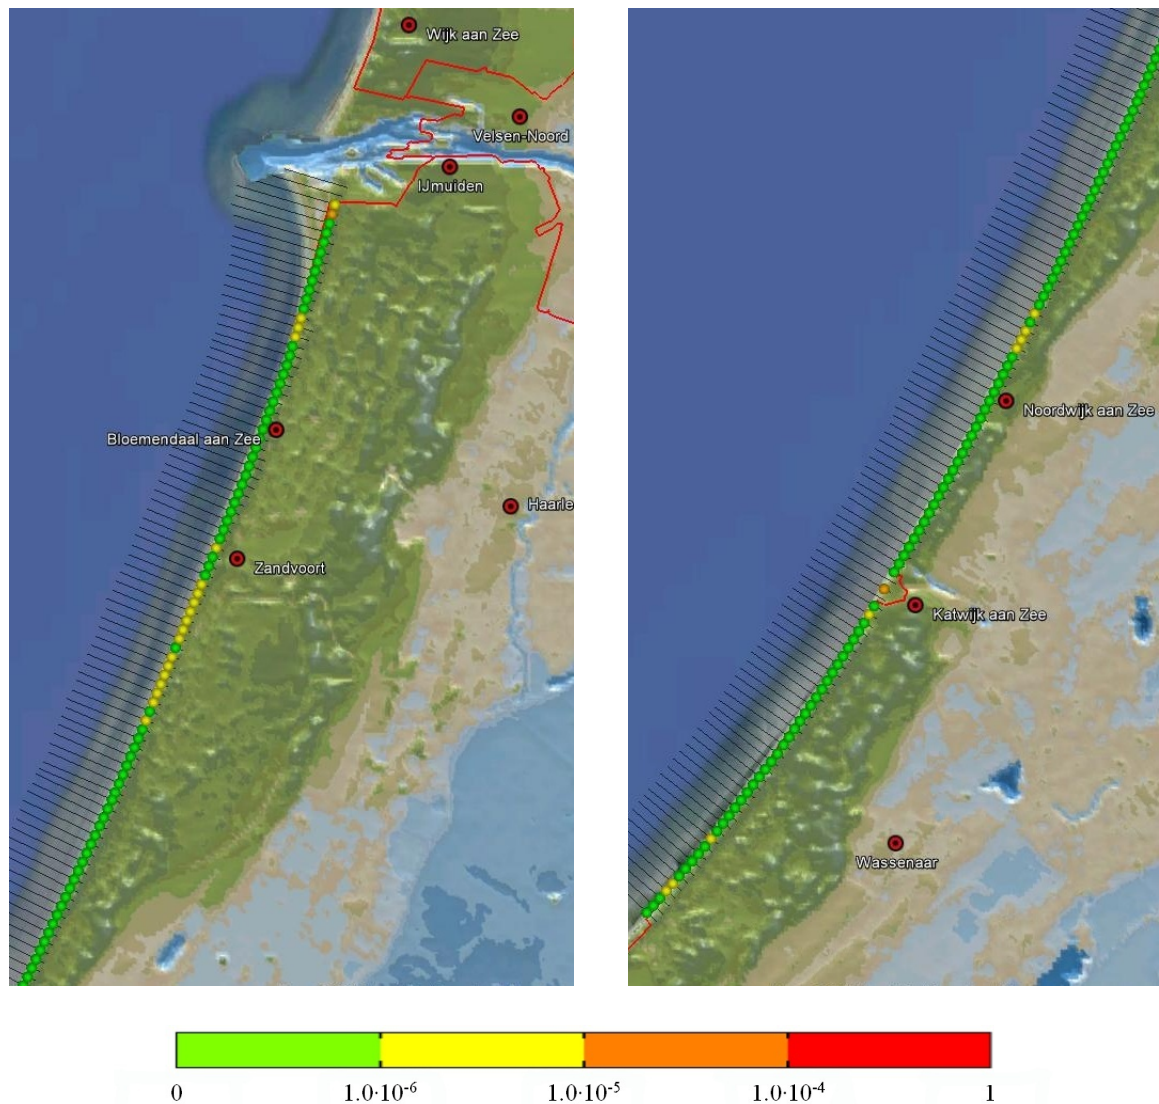 Wijk aan Zee
Velsen-Noord
IJmuiden
Bloemendaal aan Zee
Haarle
Zandvoort
Noordwijk aan Zee
Katwijk aan Zee
Wassenaar
0 1.0·10⁻⁶ 1.0·10⁻⁵ 1.0·10⁻⁴ 1